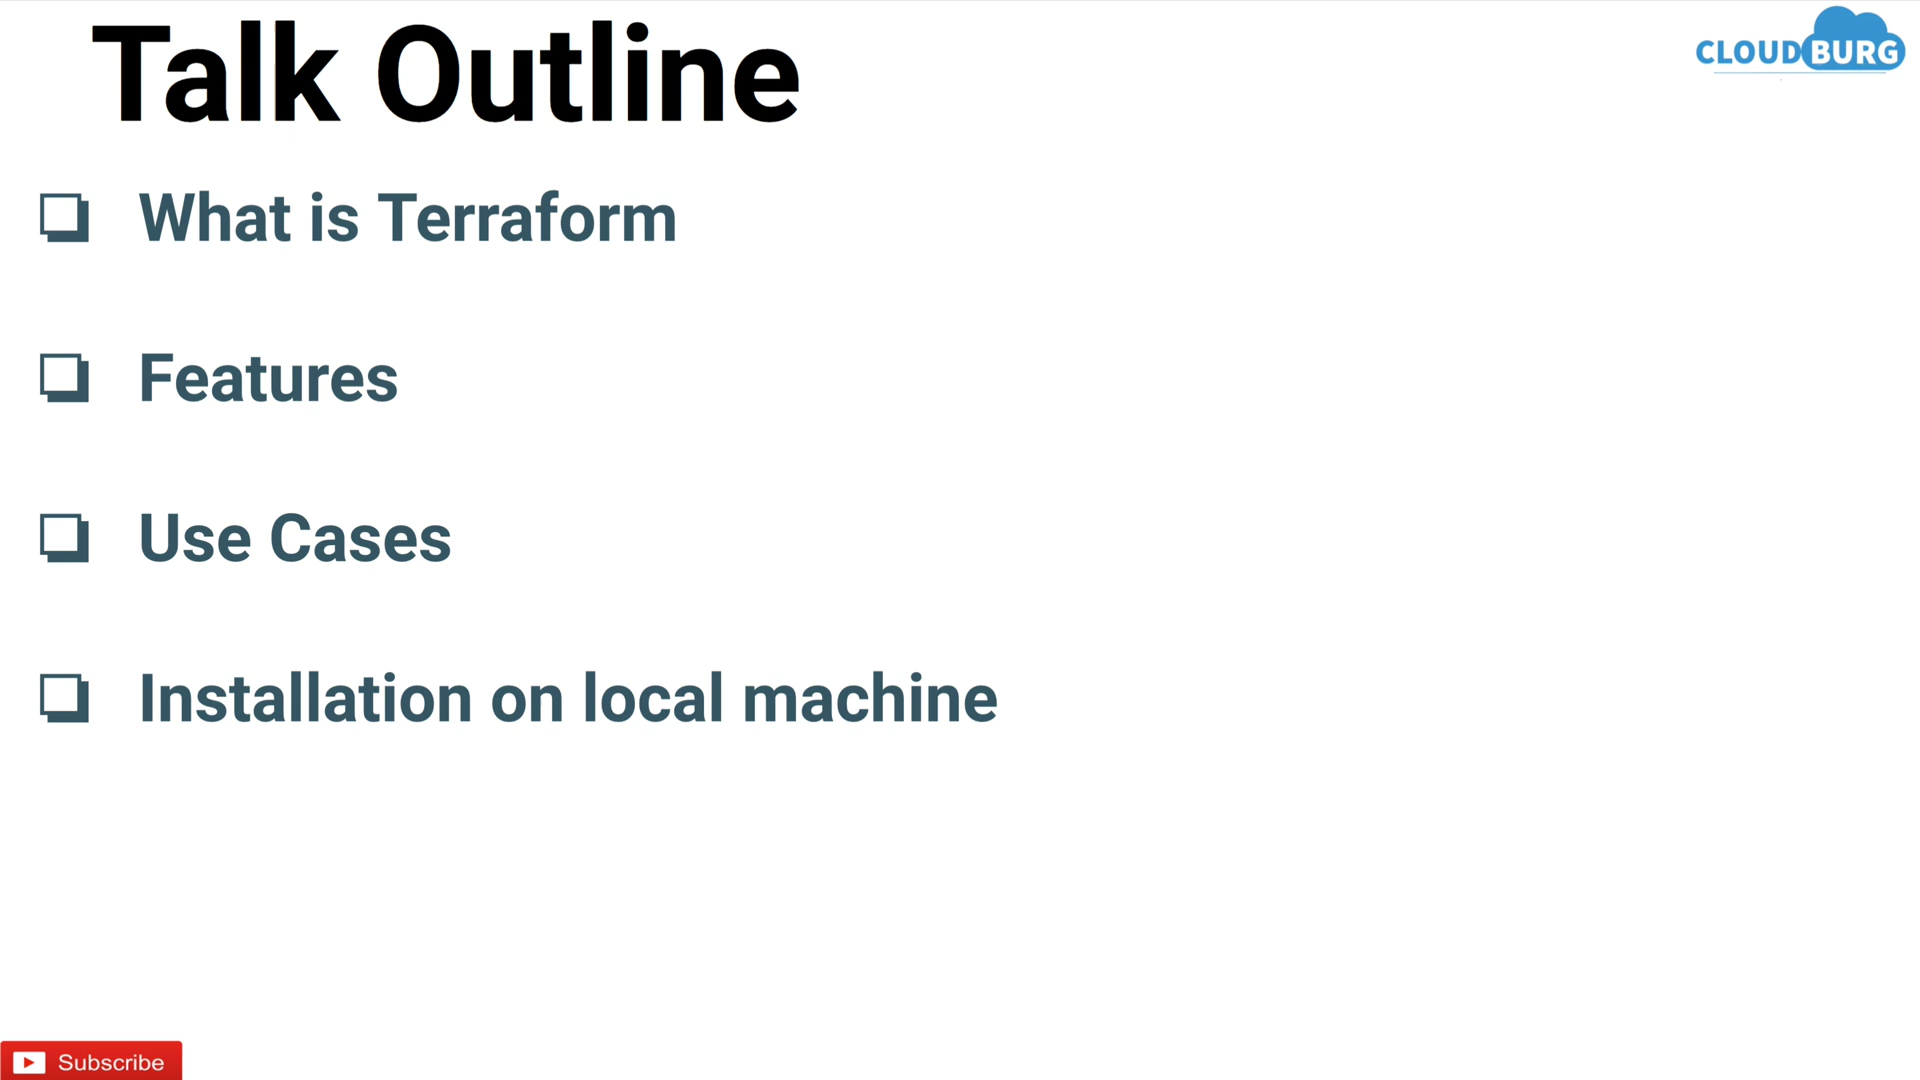 Talk Outline
CLOUDBURG
What is Terraform
Features
Use Cases
Installation on local machine
Subscribe